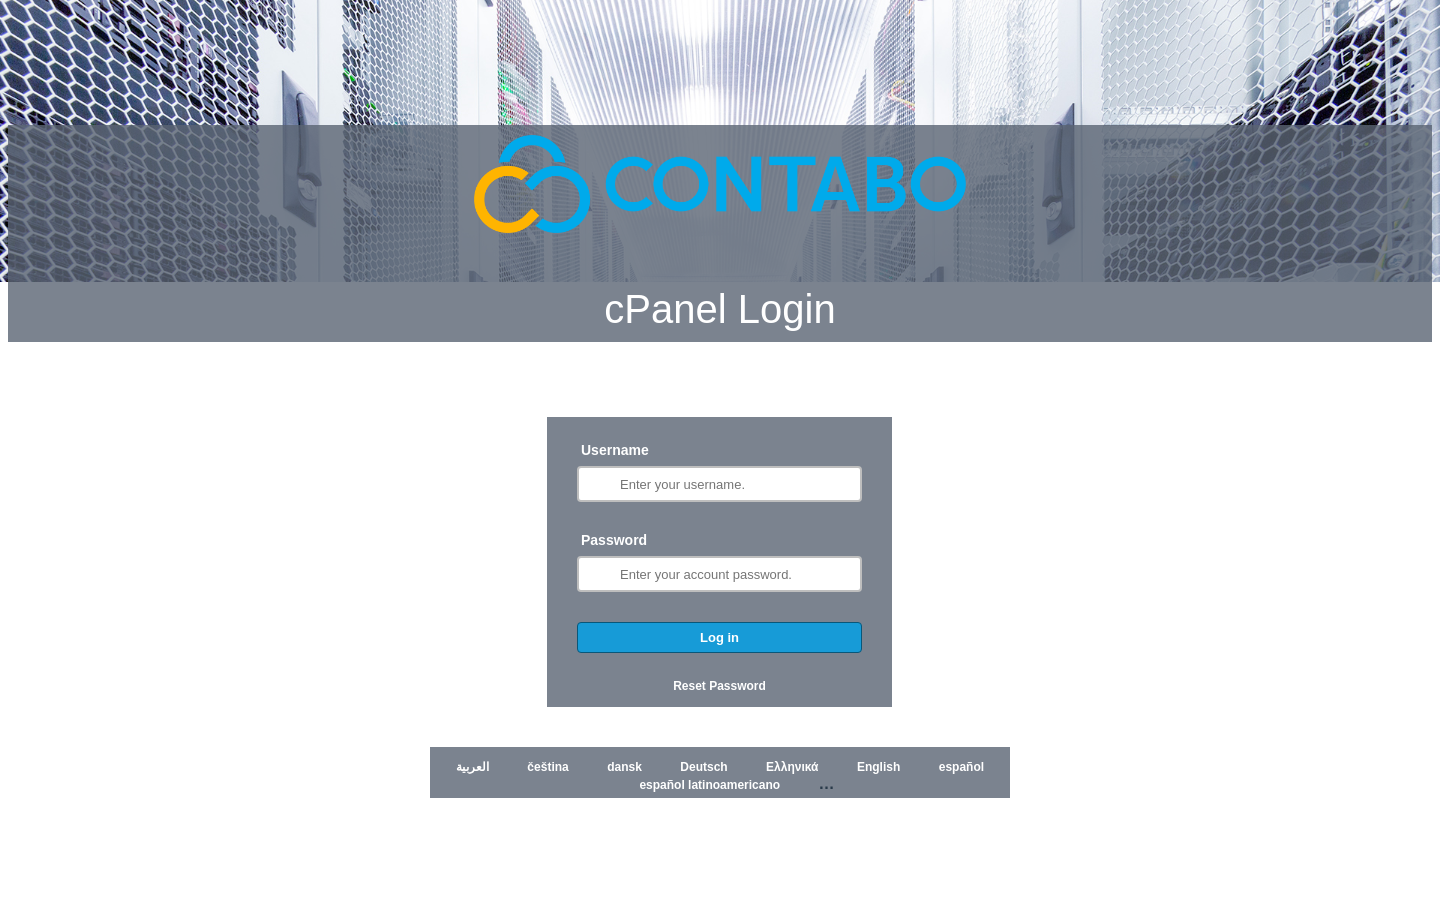 CONTABO
cPanel Login
Username
Enter your username.
Password
Enter your account password.
Log in
Reset Password
العربية čeština dansk Deutsch Ελληνικά English español
español latinoamericano ...